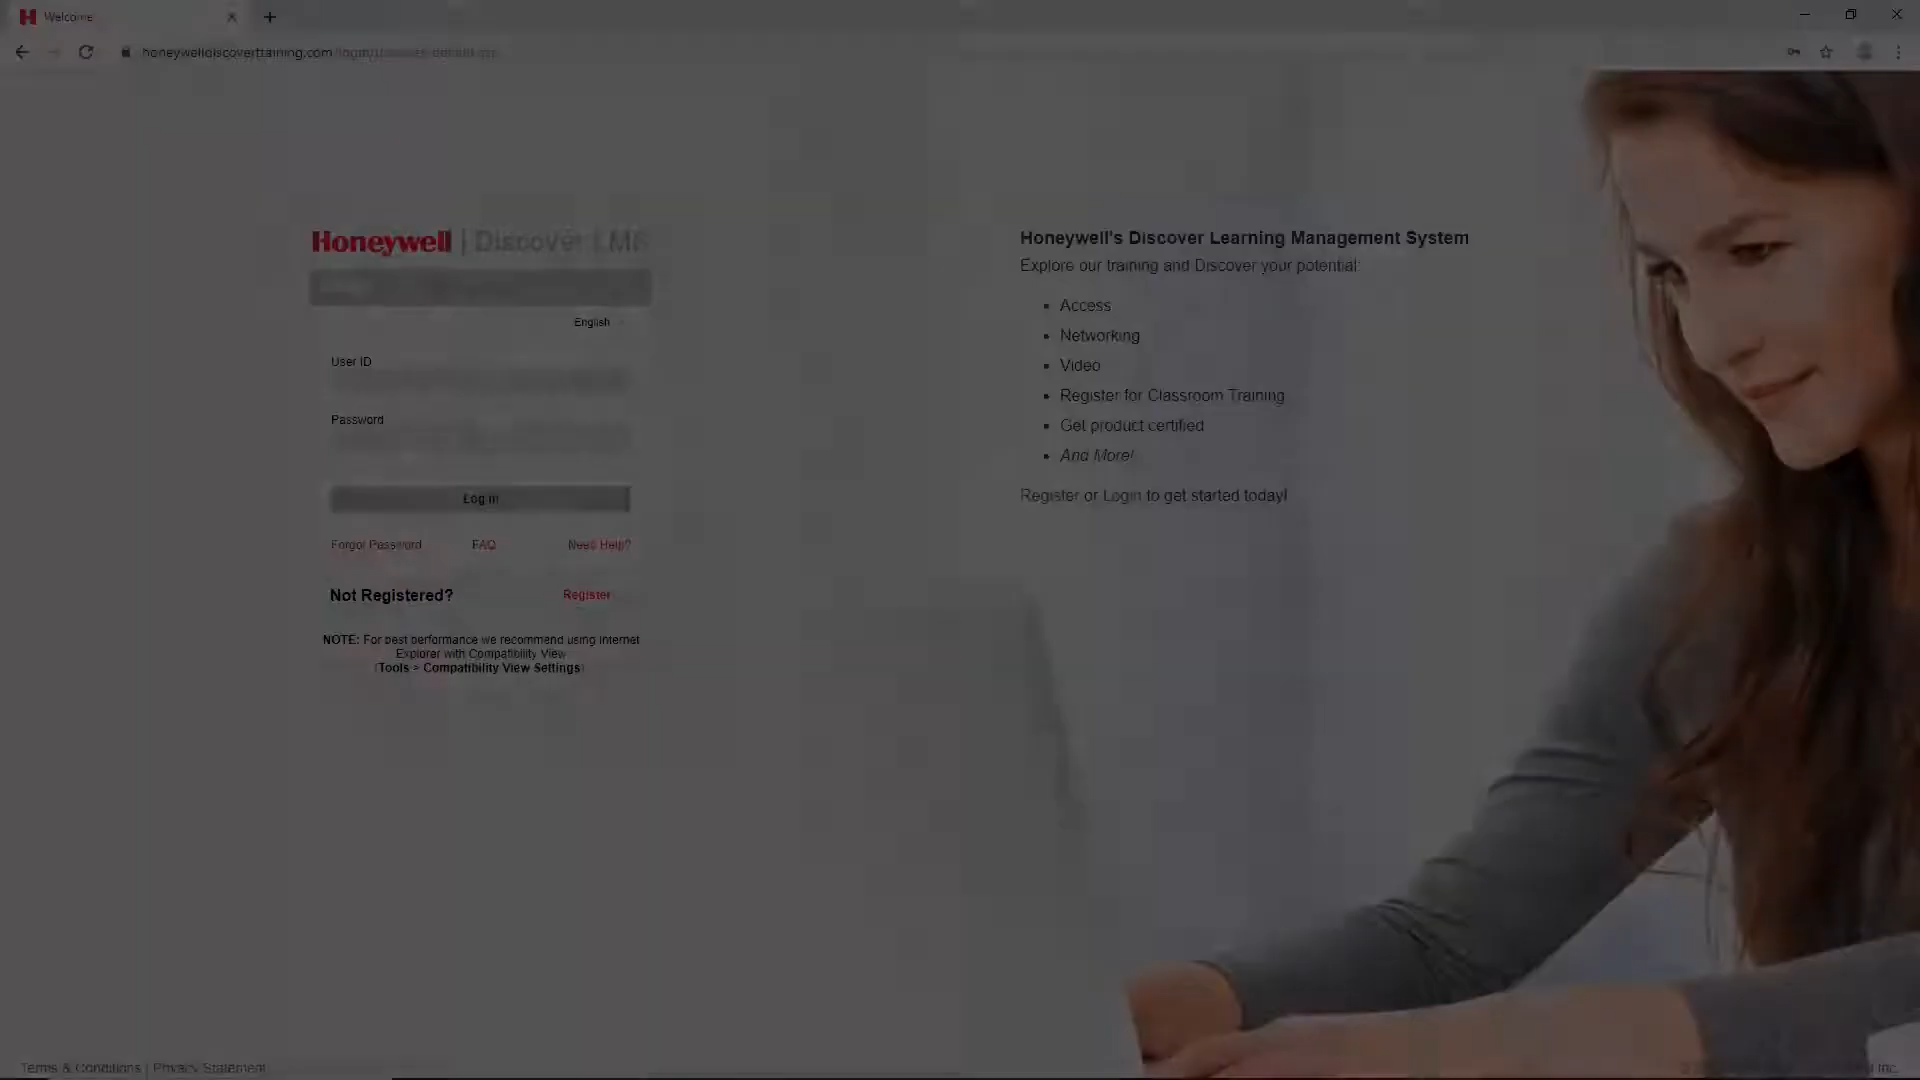 Welcome
honeywelldiscovertraining.com
Honeywell | Discover LMS
English
User ID
Password
Log in
Forgot Password
FAQ
Need Help?
Not Registered?
Register
NOTE: For best performance we recommend using Internet
Explorer with Compatibility View
(Tools > Compatibility View Settings)
Honeywell's Discover Learning Management System
Explore our training and Discover your potential:
Access
Networking
Video
Register for Classroom Training
Get product certified
And More!
Register or Login to get started today!
Terms & Conditions | Privacy Statement
Inc.